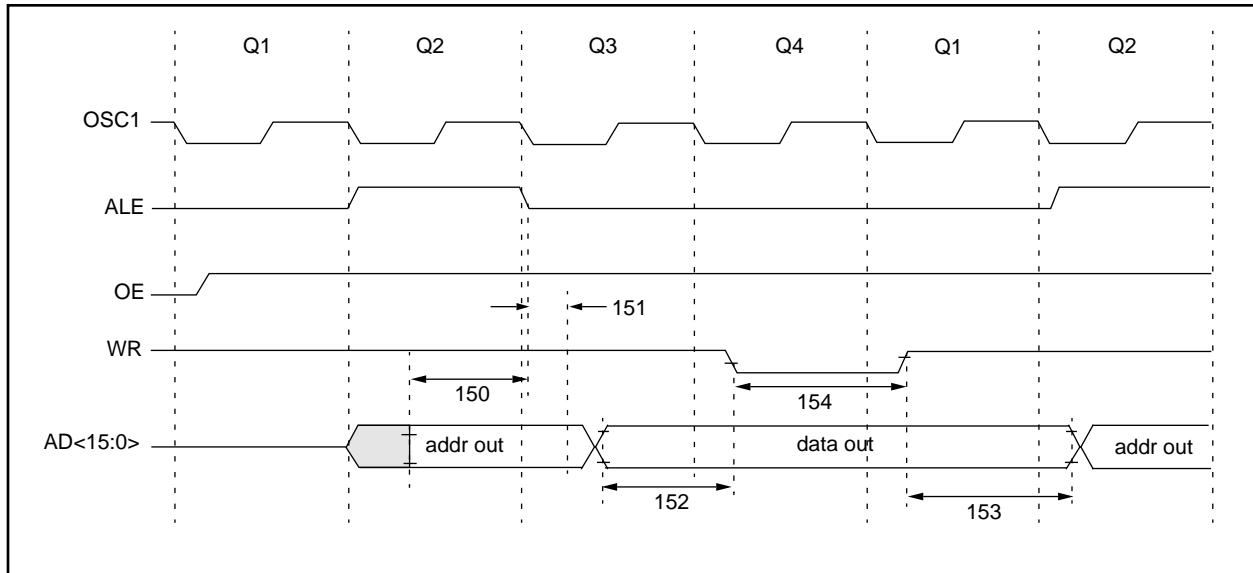 Q1 Q2 Q3 Q4 Q1 Q2
OSC1
ALE
OE
151
WR
150
154
AD<15:0>
addr out
data out
addr out
152
153